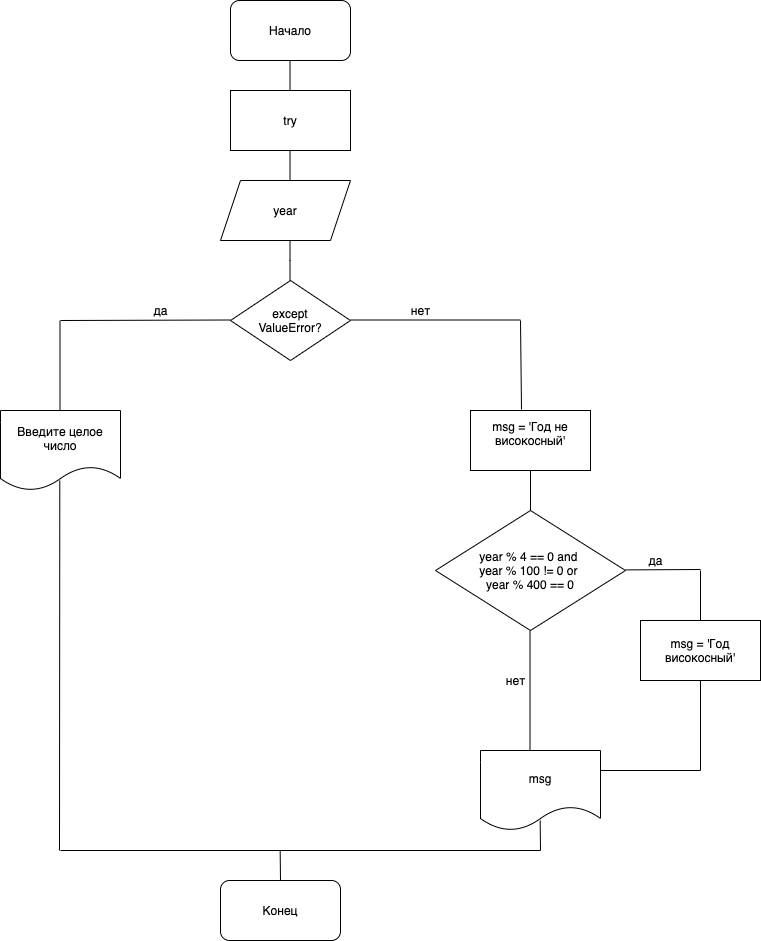 Начало
try
year
except
ValueError?
да
нет
Введите целое
число
msg = 'Год не
високосный'
year % 4 == 0 and
year % 100 != 0 or
year % 400 == 0
да
msg = 'Год
високосный'
нет
msg
Конец